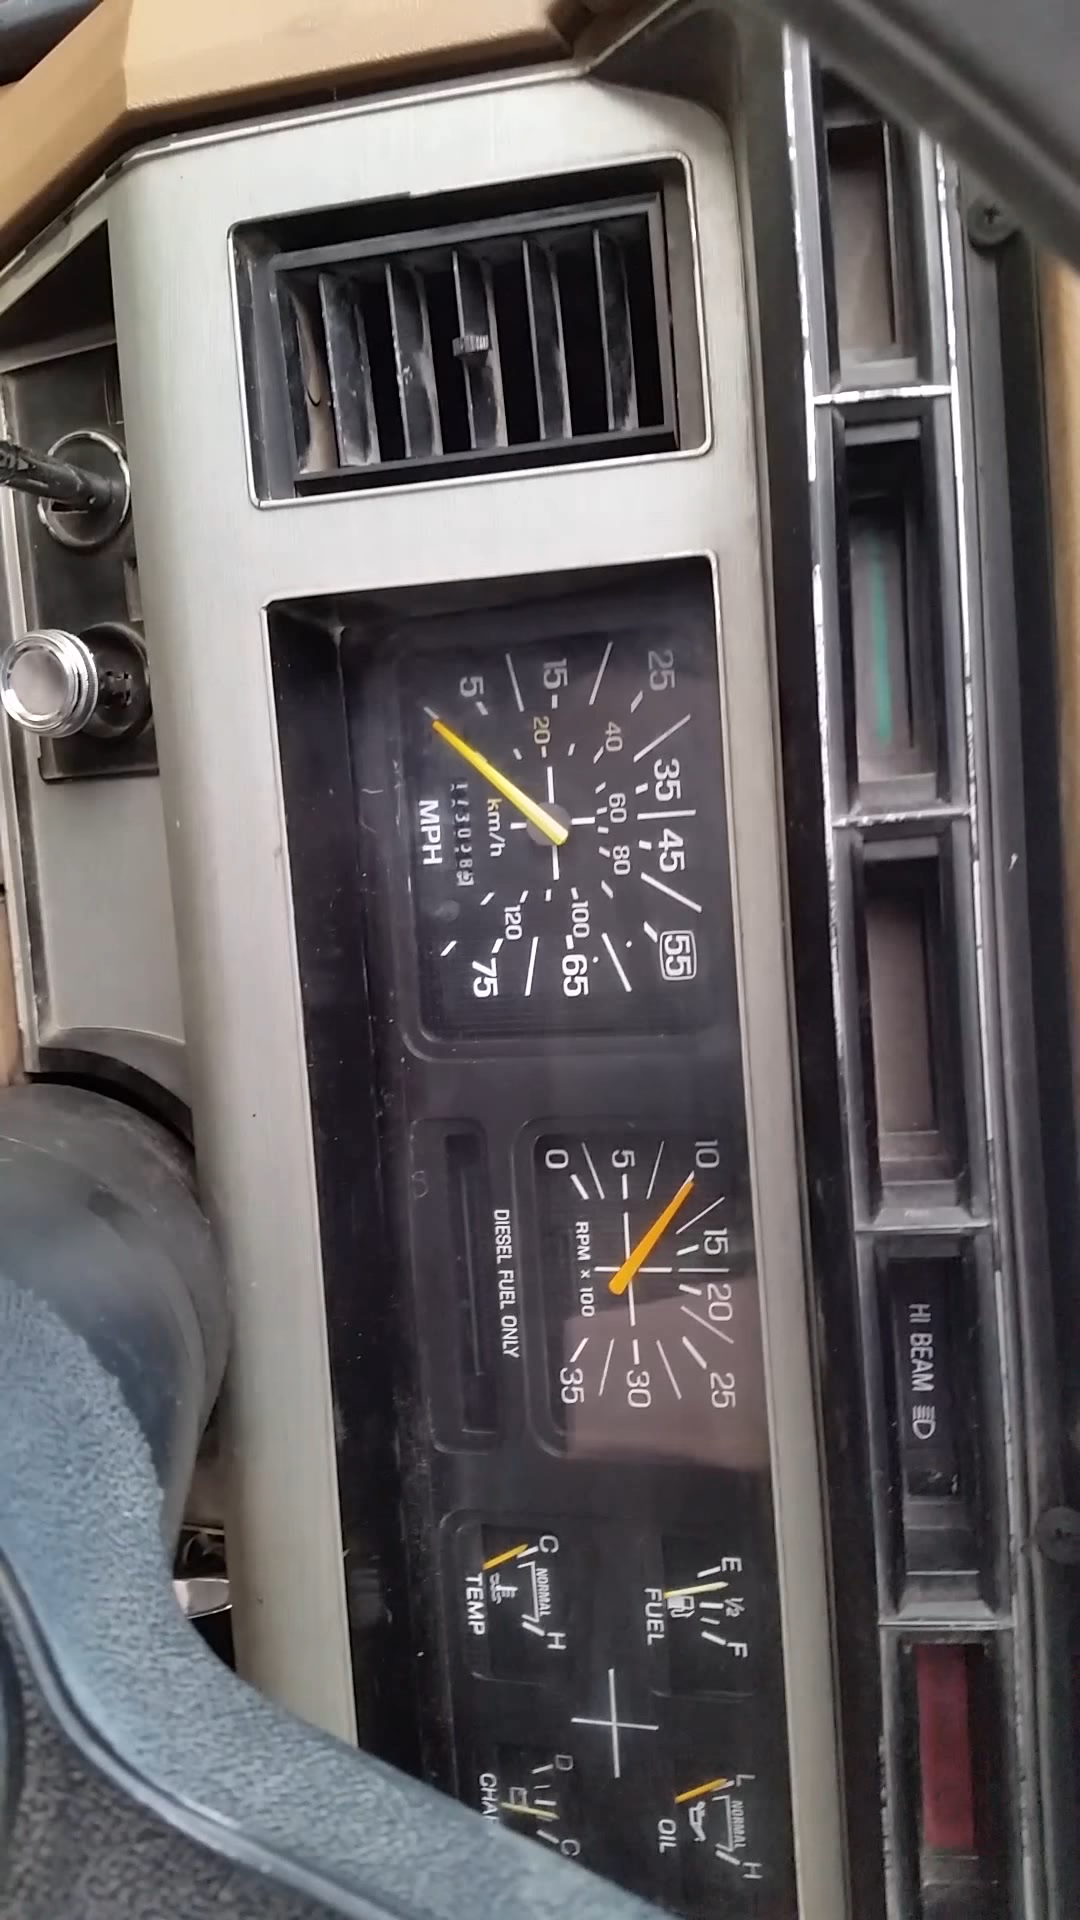 5
15
25
35
45
55
65
75
20
40
60
80
100
120
km/h
MPH
0
5
10
15
20
25
30
35
RPM x 100
DIESEL FUEL ONLY
E ½ F
FUEL
C NORMAL H
TEMP
L NORMAL H
OIL
D C
HI BEAM